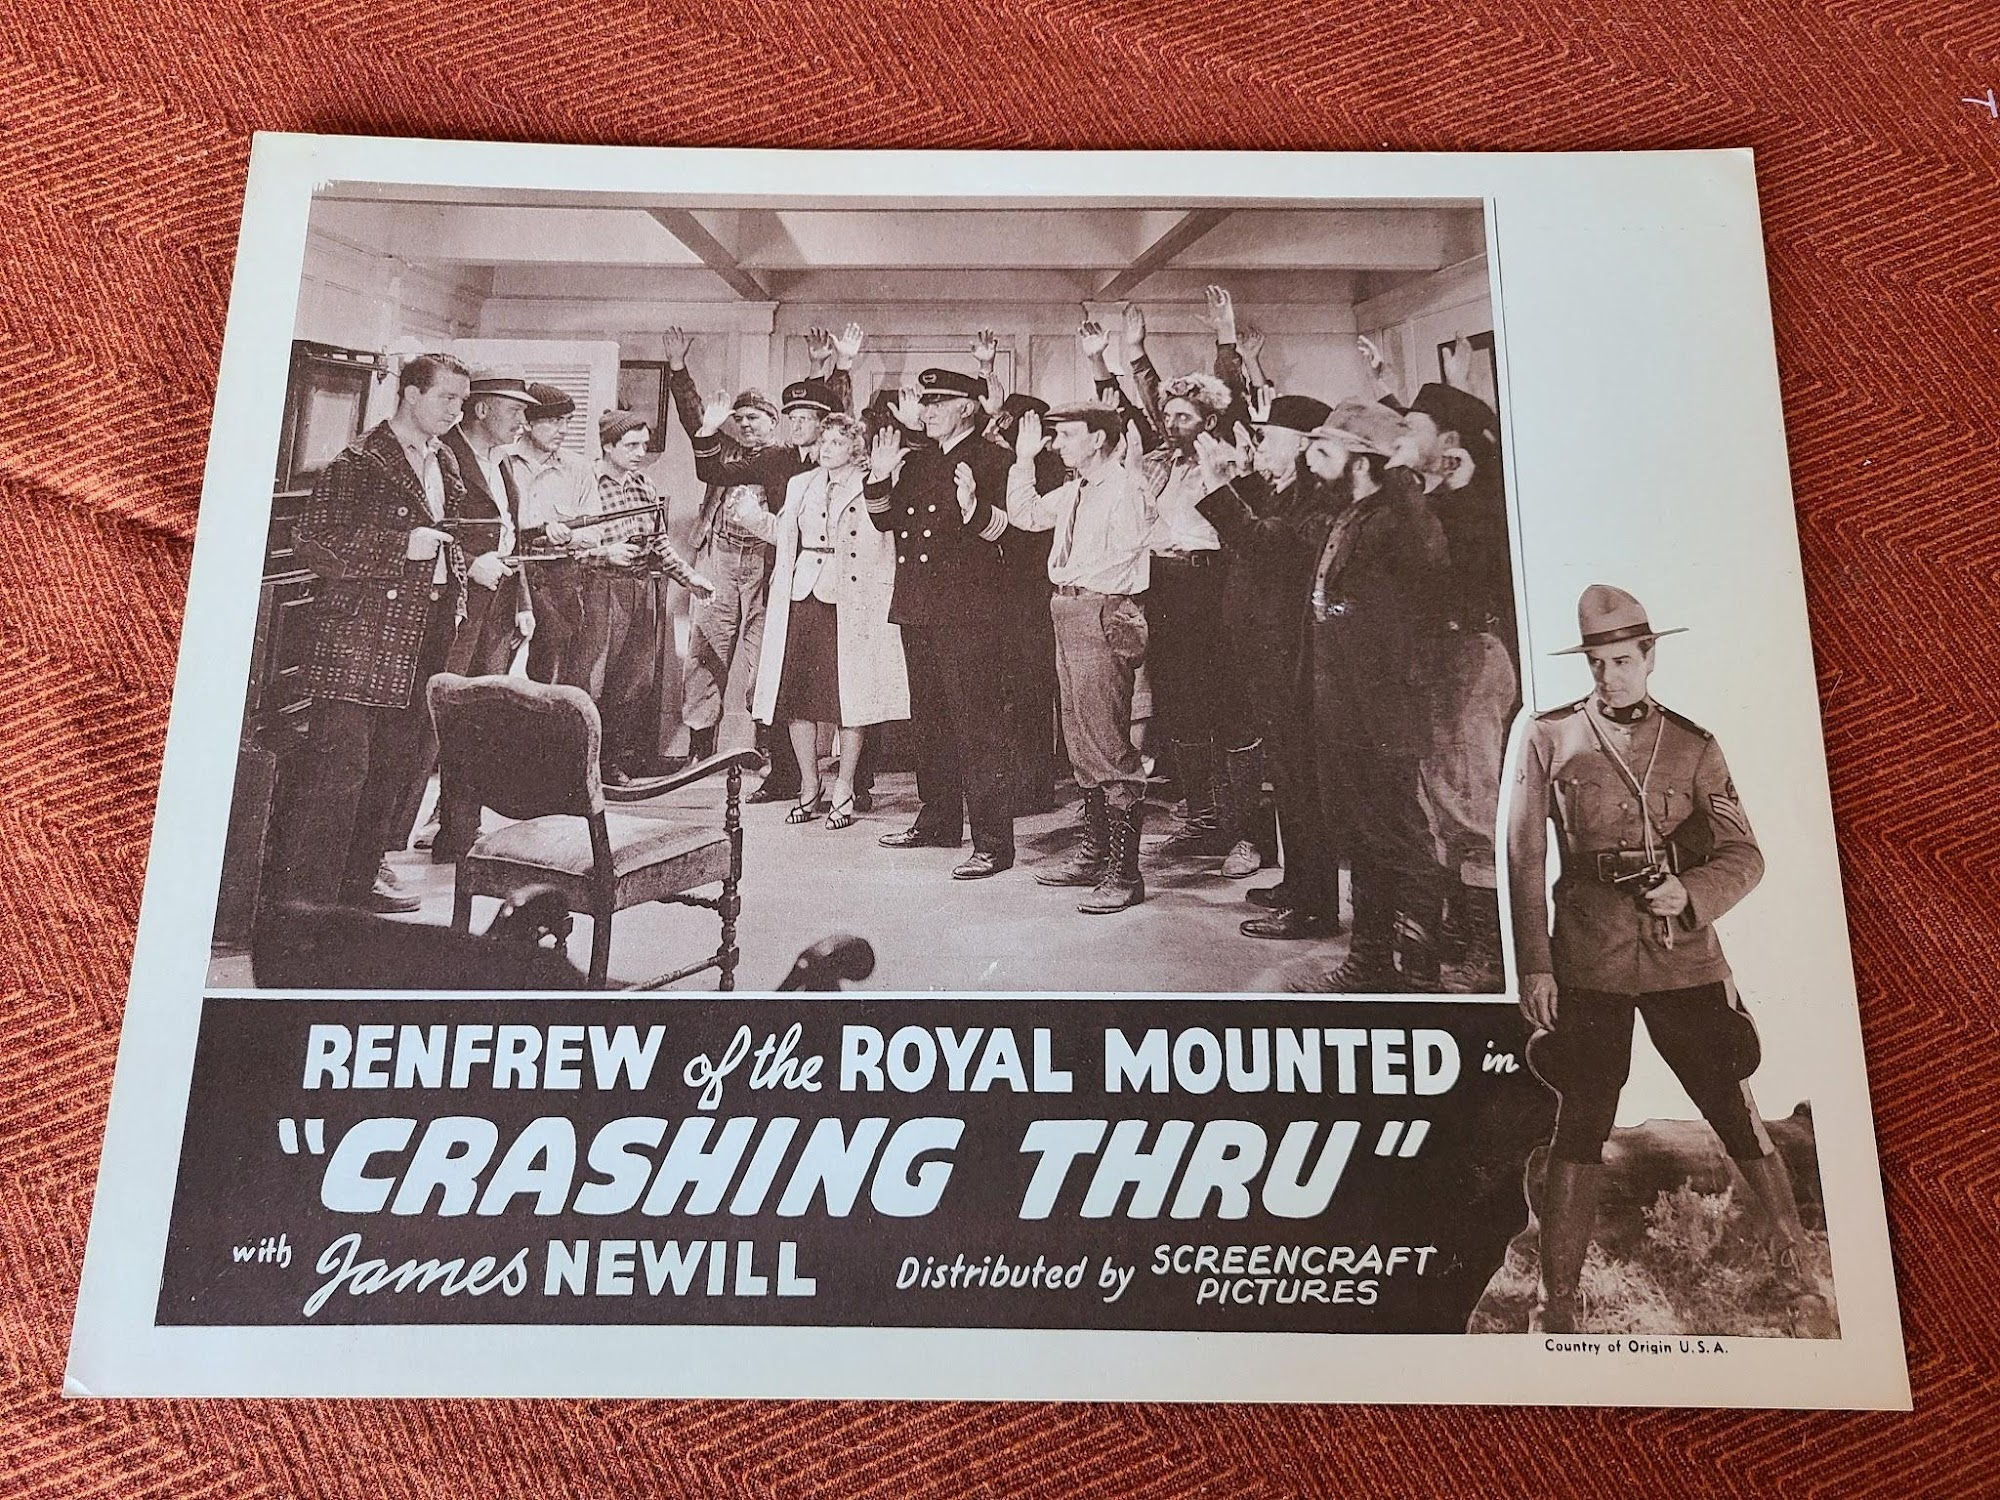 RENFREW of the ROYAL MOUNTED in
"CRASHING THRU"
with James NEWILL
Distributed by SCREENCRAFT PICTURES
Country of Origin U.S.A.